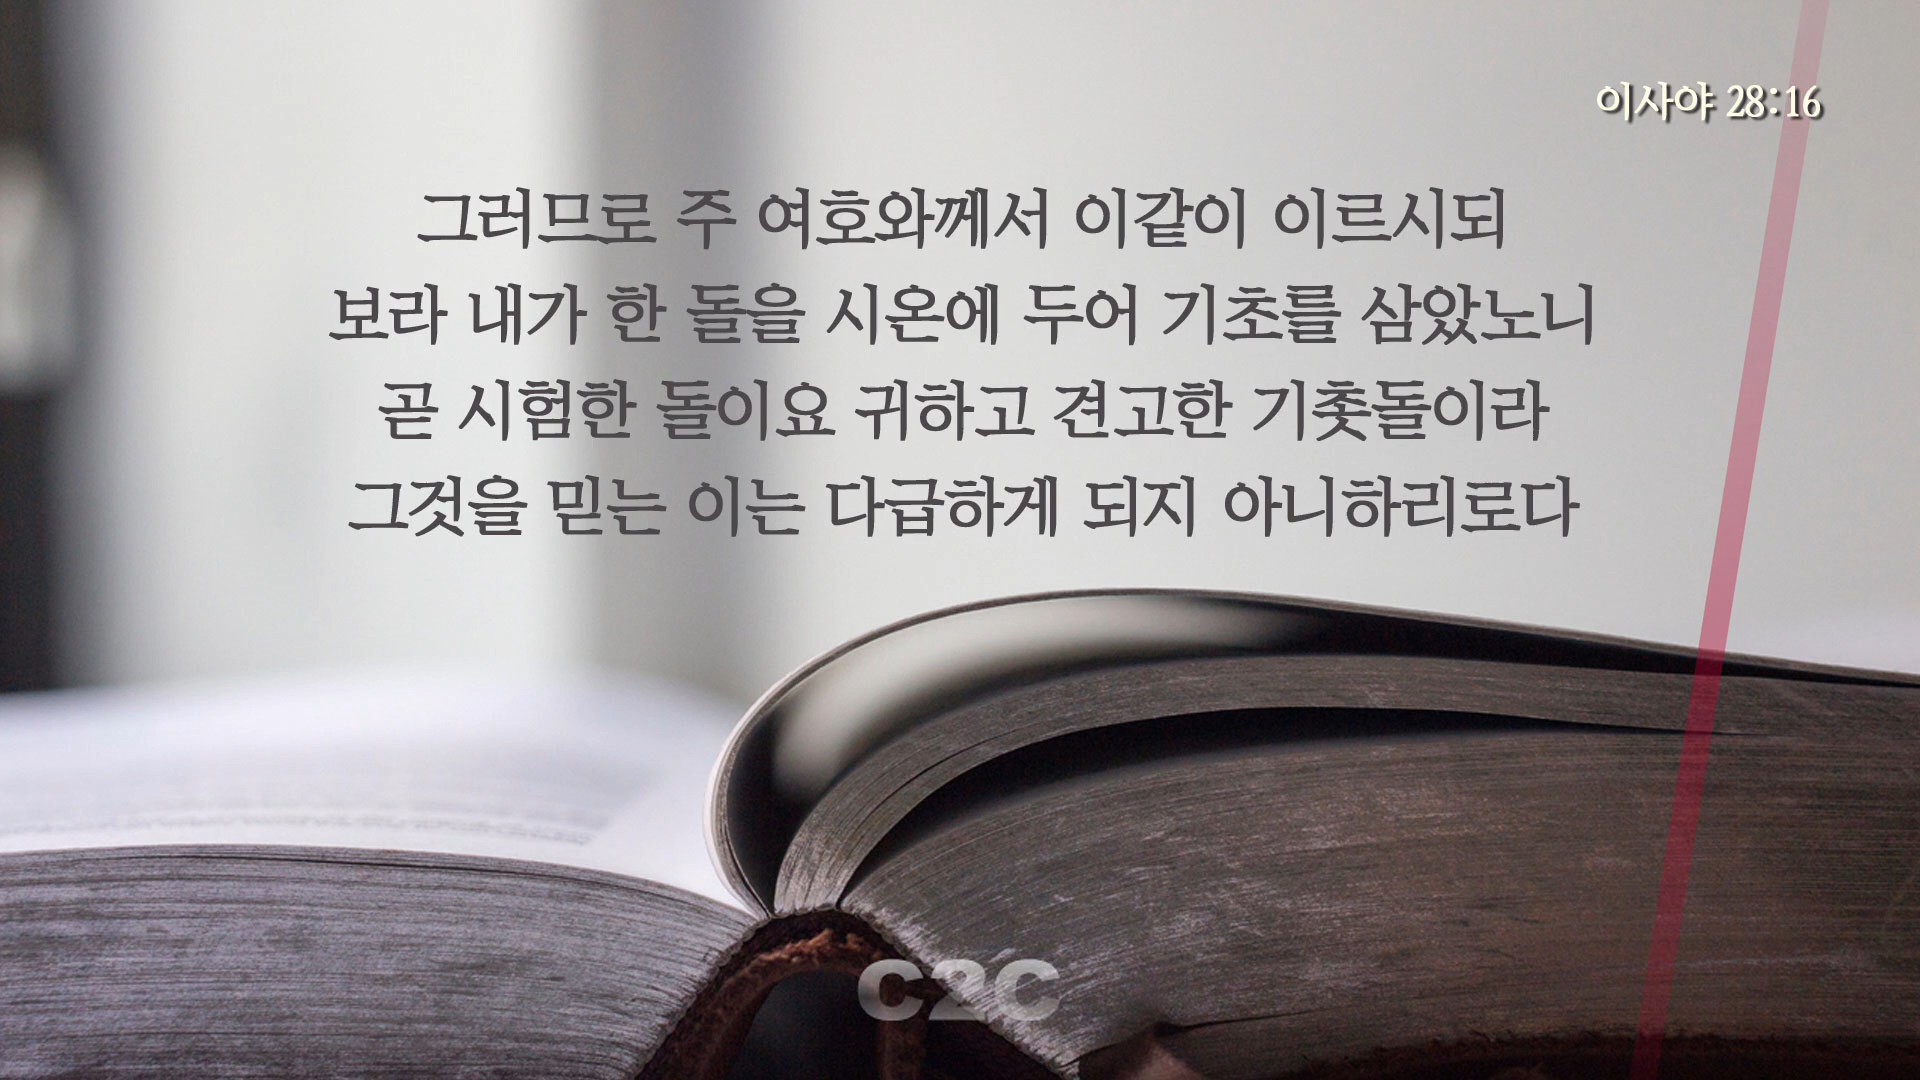 이사야 28:16
그러므로 주 여호와께서 이같이 이르시되
보라 내가 한 돌을 시온에 두어 기초를 삼았노니
곧 시험한 돌이요 귀하고 견고한 기촛돌이라
그것을 믿는 이는 다급하게 되지 아니하리로다
C2C